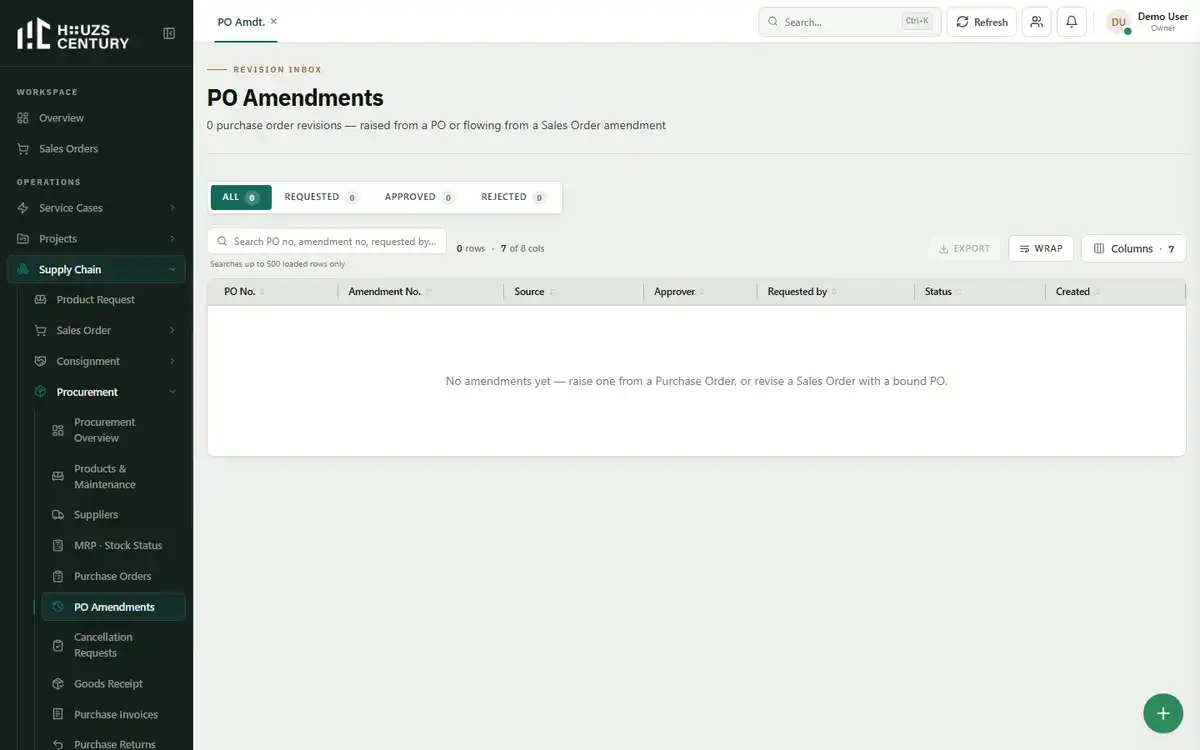 HOUZS
CENTURY
PO Amdt. ×
Search... Ctrl+K
Refresh
DU
Demo User
Owner
WORKSPACE
Overview
Sales Orders
OPERATIONS
Service Cases
Projects
Supply Chain
Product Request
Sales Order
Consignment
Procurement
Procurement
Overview
Products &
Maintenance
Suppliers
MRP · Stock Status
Purchase Orders
PO Amendments
Cancellation
Requests
Goods Receipt
Purchase Invoices
Purchase Returns
REVISION INBOX
PO Amendments
0 purchase order revisions — raised from a PO or flowing from a Sales Order amendment
ALL 0 REQUESTED 0 APPROVED 0 REJECTED 0
Search PO no, amendment no, requested by...
0 rows · 7 of 8 cols
EXPORT
WRAP
Columns · 7
Searches up to 500 loaded rows only
PO No. Amendment No. Source Approver Requested by Status Created
No amendments yet — raise one from a Purchase Order, or revise a Sales Order with a bound PO.
+